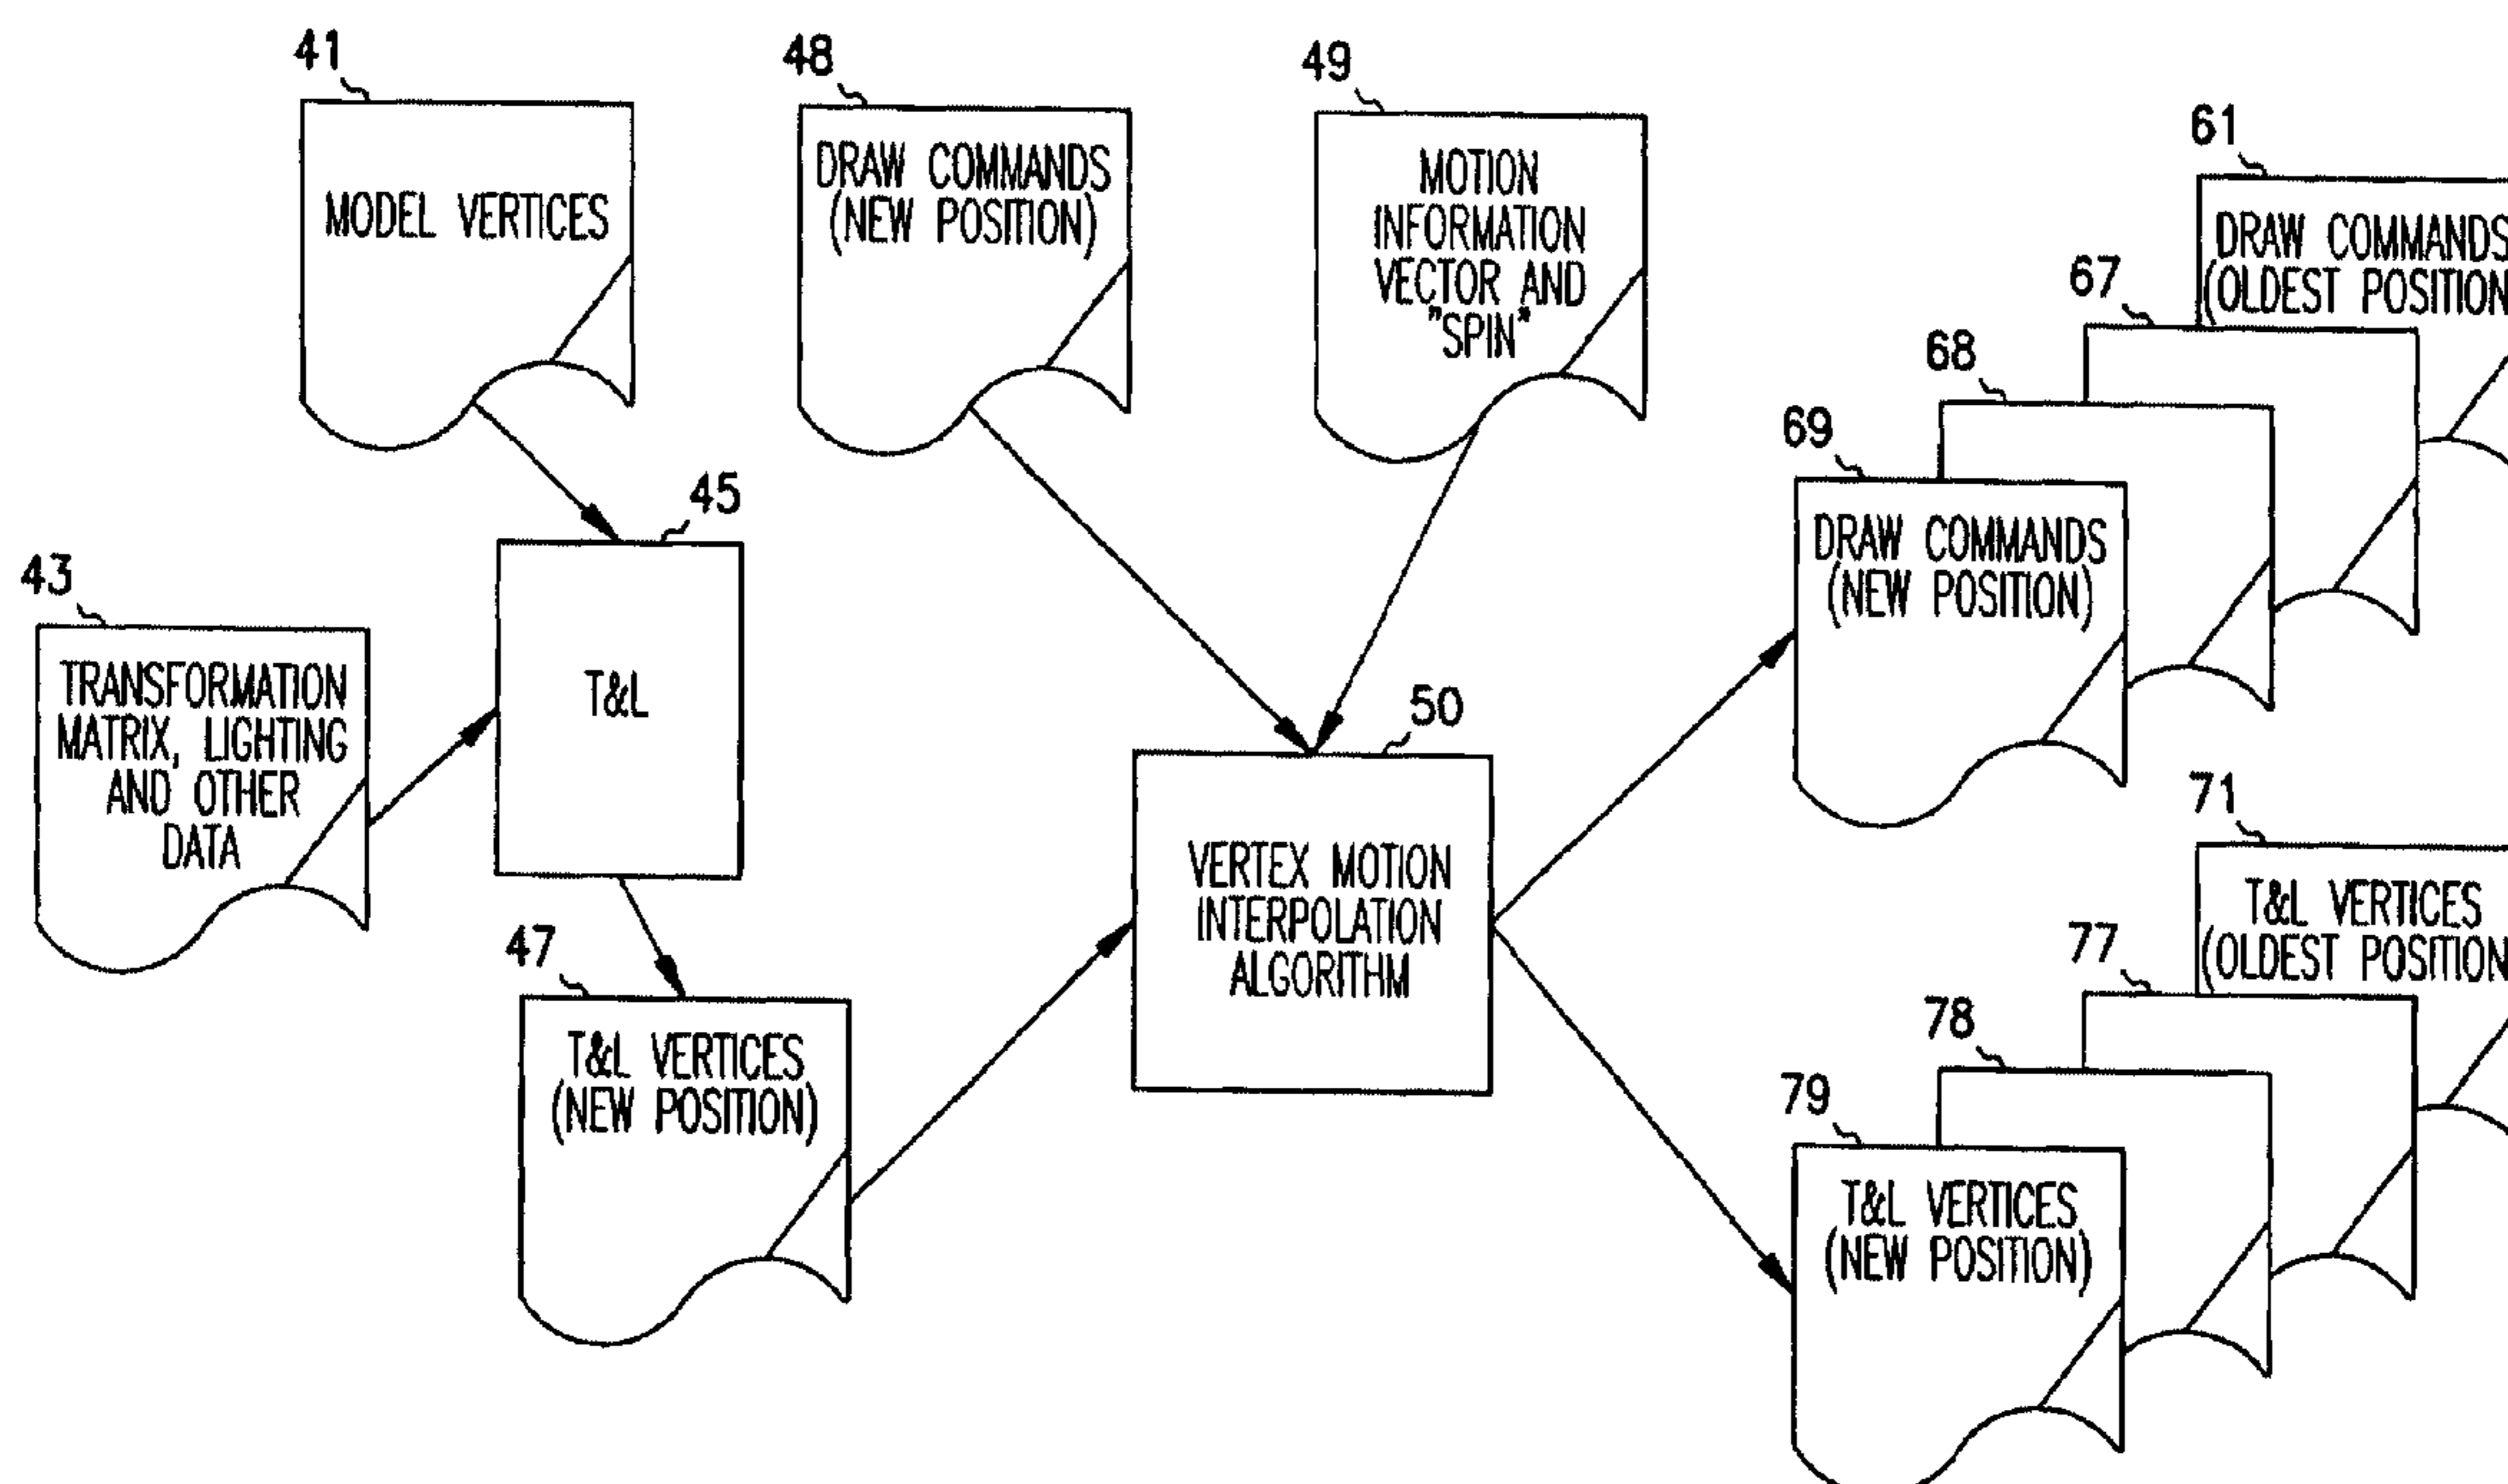 41
MODEL VERTICES
48
DRAW COMMANDS
(NEW POSITION)
49
MOTION
INFORMATION
VECTOR AND
"SPIN"
61
DRAW COMMANDS
(OLDEST POSITION
67
68
69
DRAW COMMANDS
(NEW POSITION)
43
TRANSFORMATION
MATRIX, LIGHTING
AND OTHER
DATA
45
T&L
47
T&L VERTICES
(NEW POSITION)
50
VERTEX MOTION
INTERPOLATION
ALGORITHM
71
T&L VERTICES
(OLDEST POSITION
77
78
79
T&L VERTICES
(NEW POSITION)